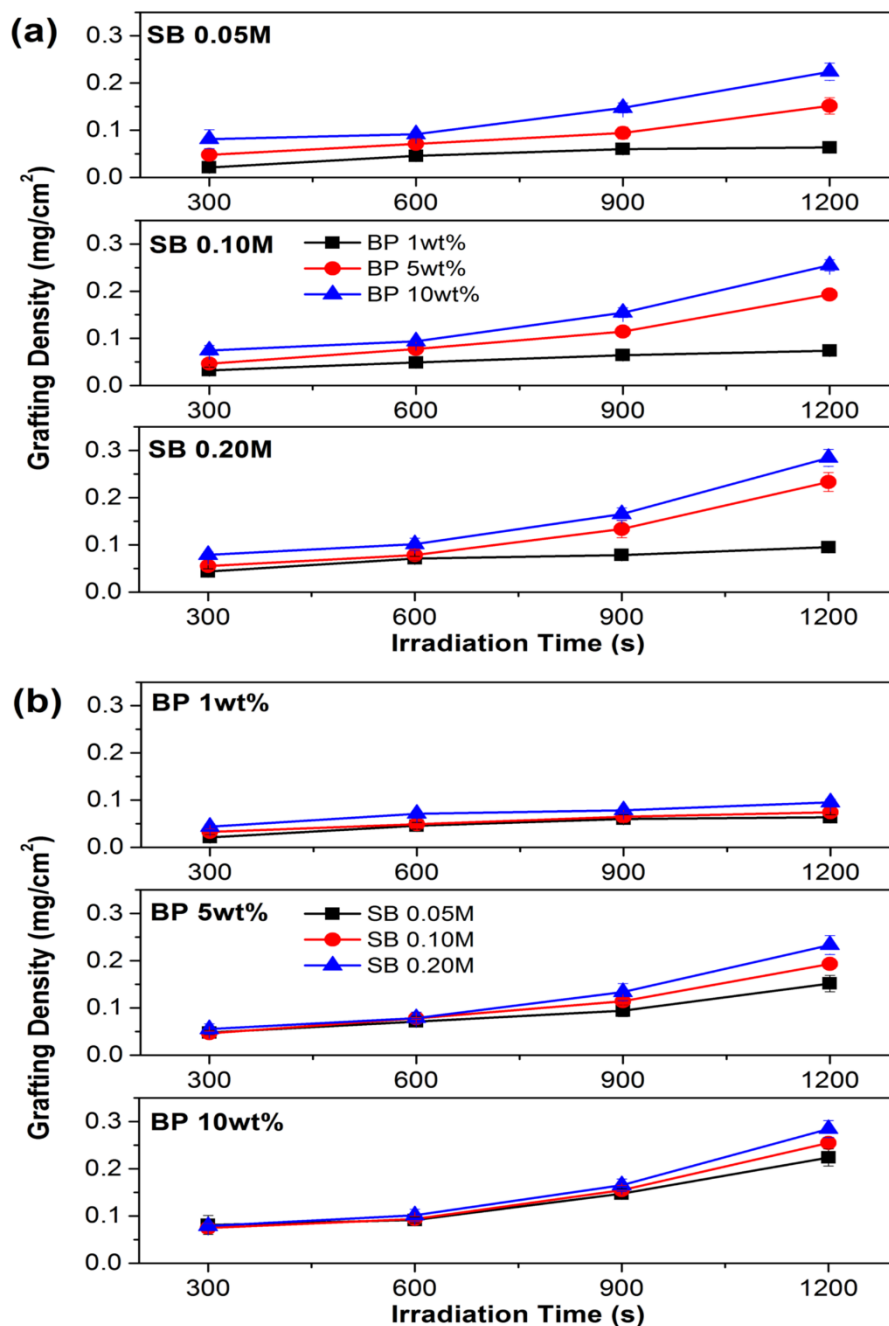 (a)
SB 0.05M
0.3
0.2
0.1
0.0
300 600 900 1200
SB 0.10M
BP 1wt%
BP 5wt%
BP 10wt%
0.3
0.2
0.1
0.0
300 600 900 1200
SB 0.20M
0.3
0.2
0.1
0.0
300 600 900 1200
Grafting Density (mg/cm²)
Irradiation Time (s)
(b)
BP 1wt%
0.3
0.2
0.1
0.0
300 600 900 1200
BP 5wt%
SB 0.05M
SB 0.10M
SB 0.20M
0.3
0.2
0.1
0.0
300 600 900 1200
BP 10wt%
0.3
0.2
0.1
0.0
300 600 900 1200
Grafting Density (mg/cm²)
Irradiation Time (s)